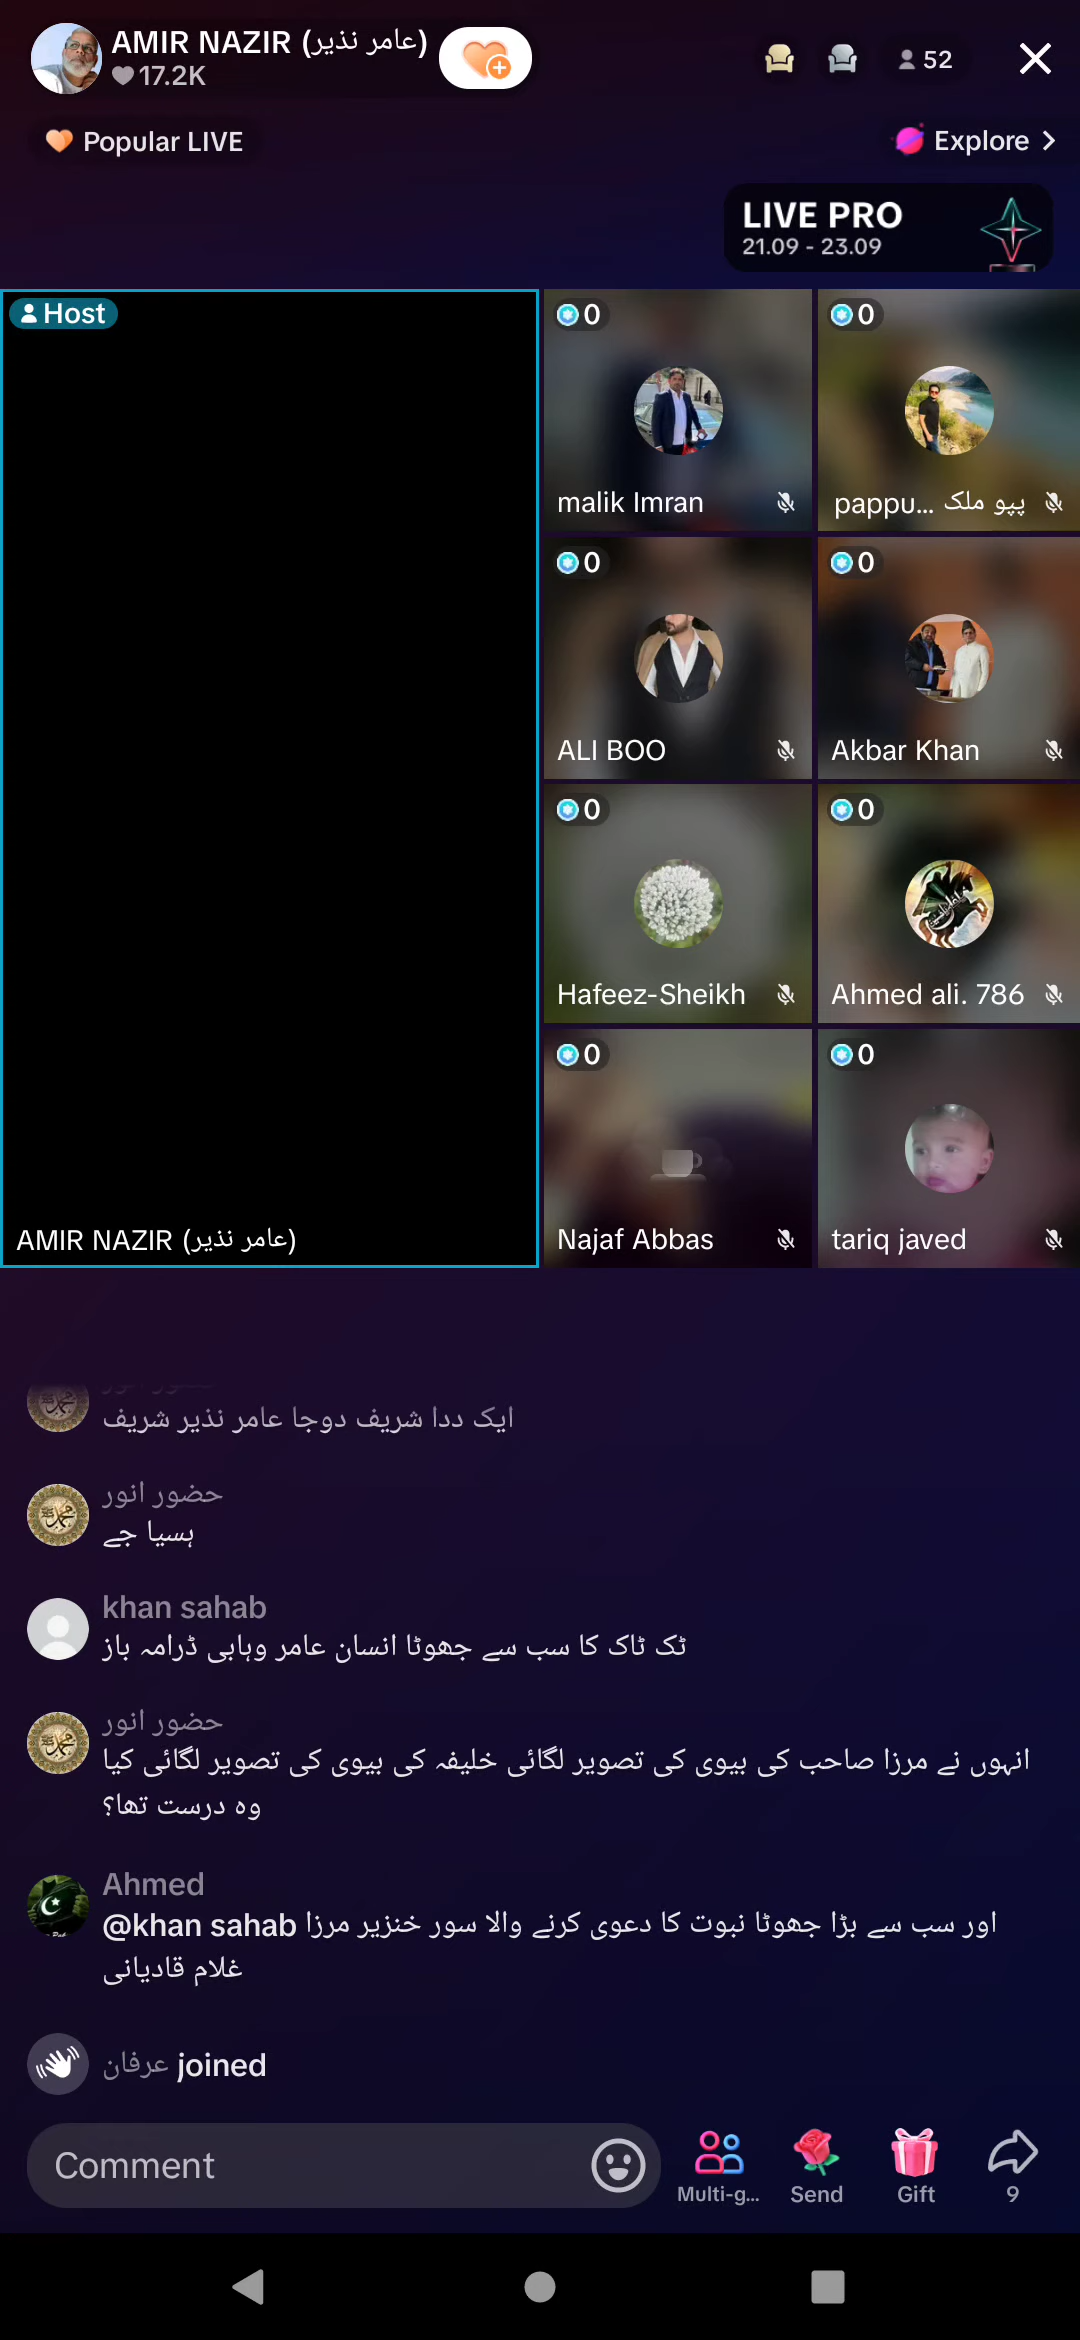 AMIR NAZIR (عامر نذیر)
17.2K
52
Popular LIVE
Explore
LIVE PRO
21.09 - 23.09
Host
AMIR NAZIR (عامر نذیر)
0
malik Imran
0
pappu... پپو ملک
0
ALI BOO
0
Akbar Khan
0
Hafeez-Sheikh
0
Ahmed ali. 786
0
Najaf Abbas
0
tariq javed
ایک ددا شریف دوجا عامر نذیر شریف
حضور انور
ہسیا جے
khan sahab
ٹک ٹاک کا سب سے جھوٹا انسان عامر وہابی ڈرامہ باز
حضور انور
انہوں نے مرزا صاحب کی بیوی کی تصویر لگائی خلیفہ کی بیوی کی تصویر لگائی کیا
وہ درست تھا؟
Ahmed
@khan sahab اور سب سے بڑا جھوٹا نبوت کا دعوی کرنے والا سور خنزیر مرزا
غلام قادیانی
عرفان joined
Comment
Multi-g...
Send
Gift
9